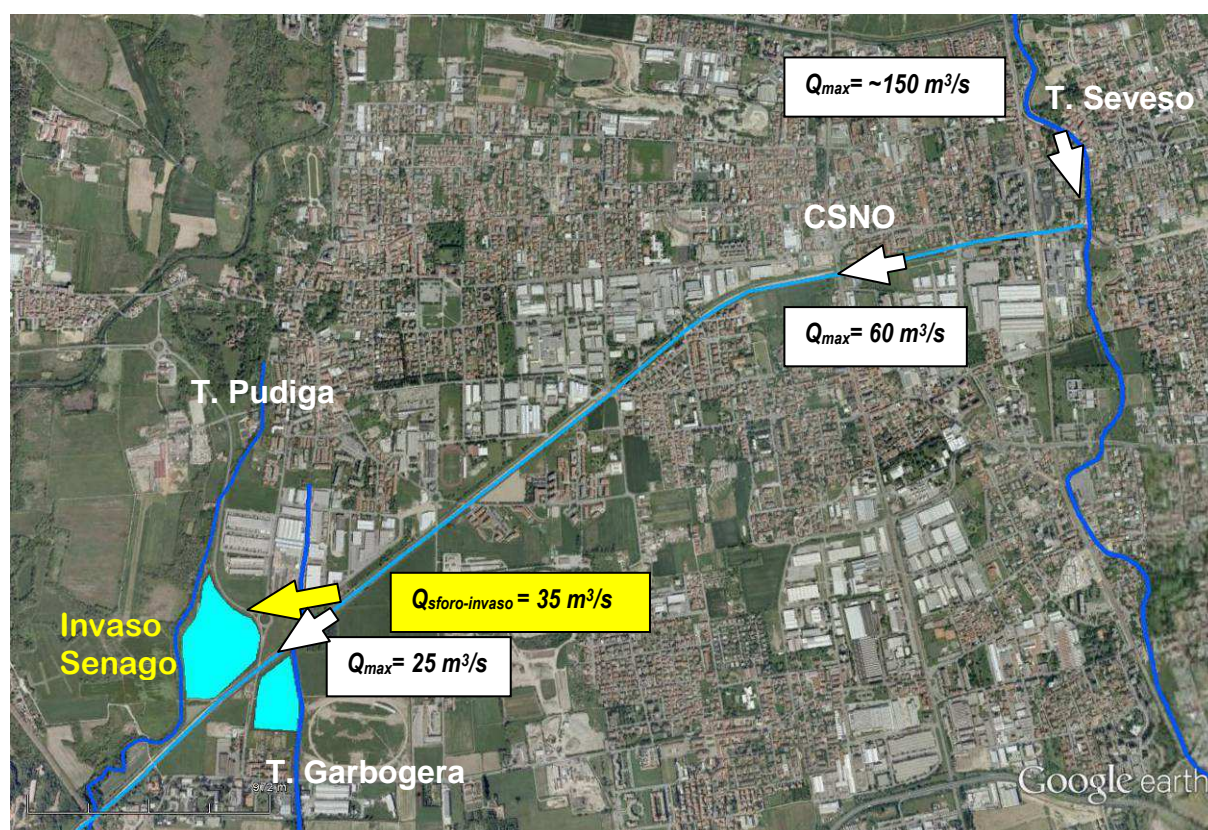 Qmax= ~150 m³/s
T. Seveso
CSNO
Qmax= 60 m³/s
T. Pudiga
Qsforo-invaso = 35 m³/s
Invaso
Senago
Qmax= 25 m³/s
T. Garbogera
972 m
Google earth